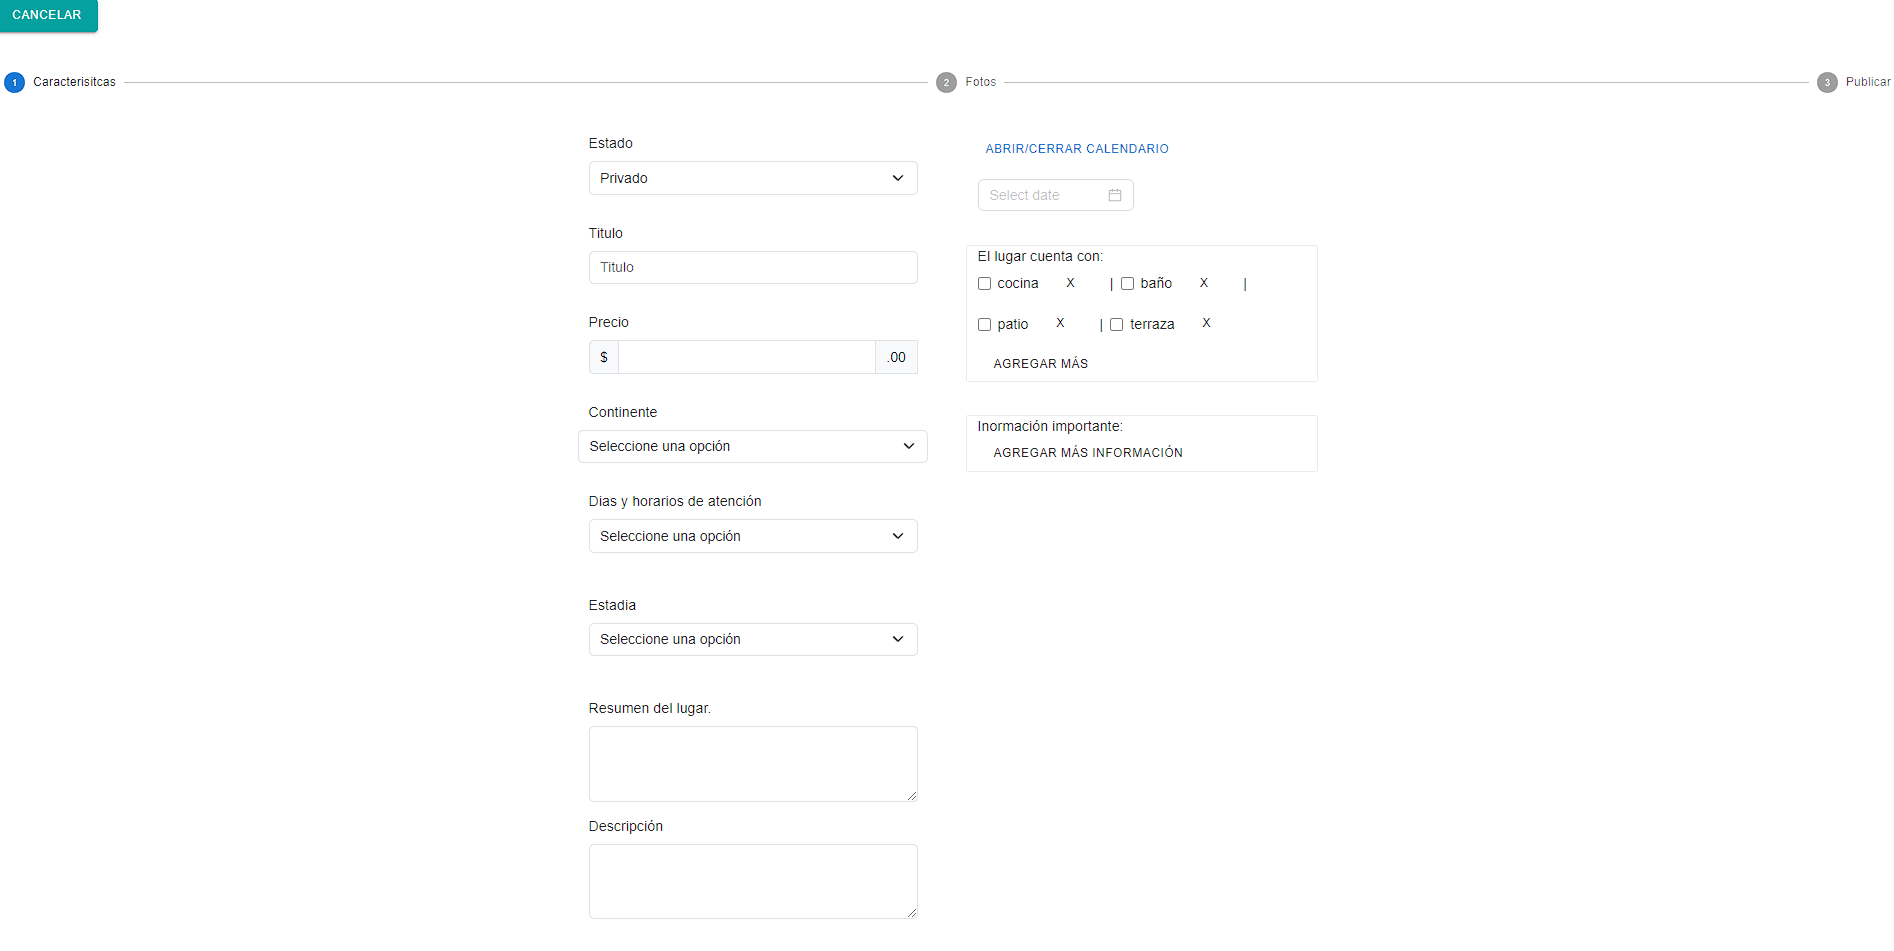 CANCELAR
1 Caracterisitcas 2 Fotos 3 Publicar
Estado
Privado
Titulo
Titulo
Precio
$ .00
Continente
Seleccione una opción
Dias y horarios de atención
Seleccione una opción
Estadia
Seleccione una opción
Resumen del lugar.
Descripción
ABRIR/CERRAR CALENDARIO
Select date
El lugar cuenta con:
cocina X | baño X |
patio X | terraza X
AGREGAR MÁS
Inormación importante:
AGREGAR MÁS INFORMACIÓN